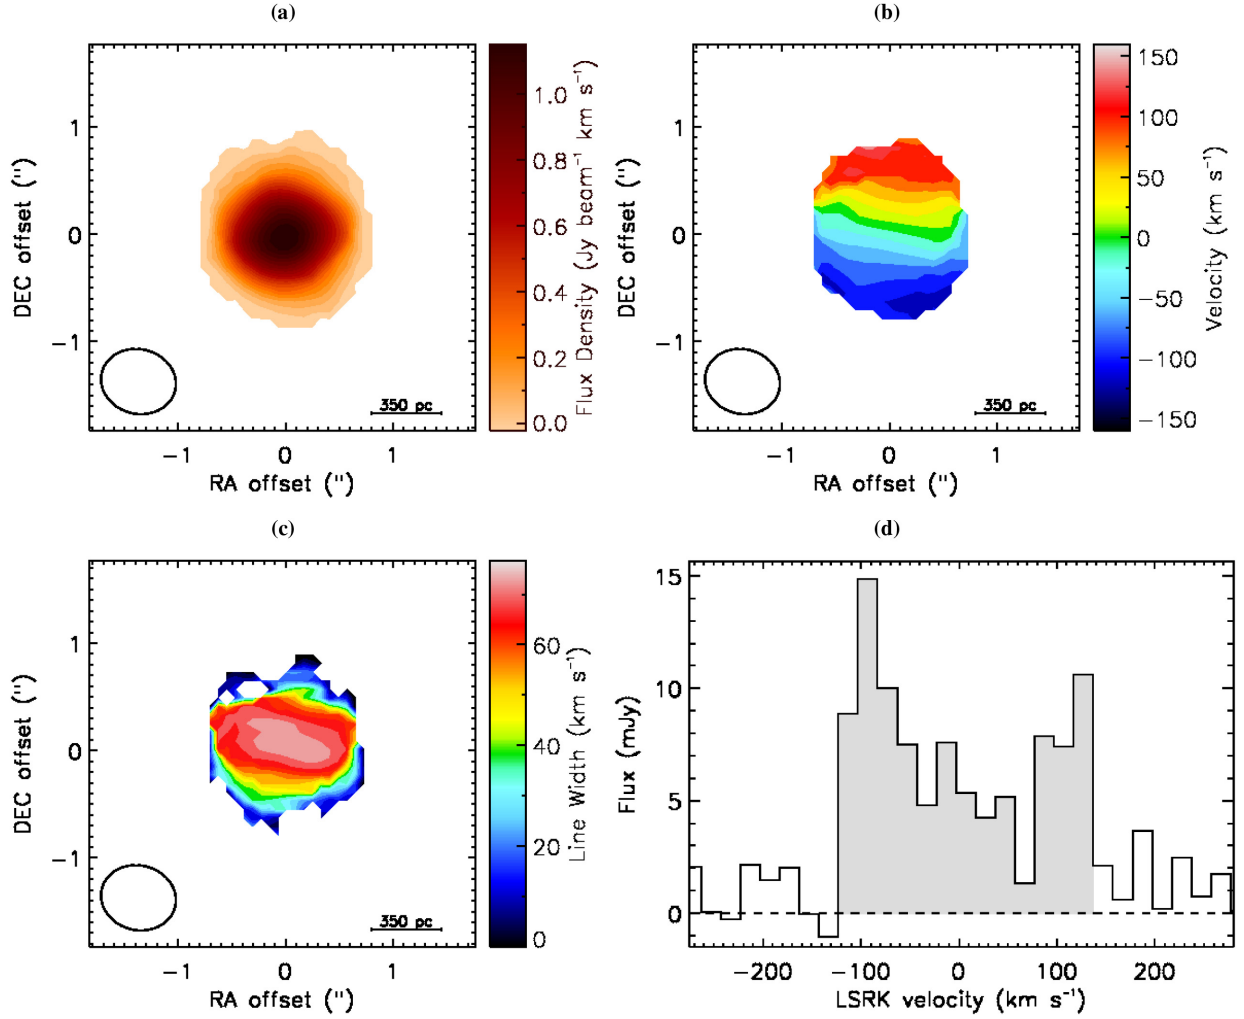 (a)
1
0
−1
DEC offset (")
−1
0
1
RA offset (")
350 pc
1.0
0.8
0.6
0.4
0.2
0.0
Flux Density (Jy beam⁻¹ km s⁻¹)
(b)
1
0
−1
DEC offset (")
−1
0
1
RA offset (")
350 pc
150
100
50
0
−50
−100
−150
Velocity (km s⁻¹)
(c)
1
0
−1
DEC offset (")
−1
0
1
RA offset (")
350 pc
60
40
20
0
Line Width (km s⁻¹)
(d)
15
10
5
0
Flux (mJy)
−200
−100
0
100
200
LSRK velocity (km s⁻¹)